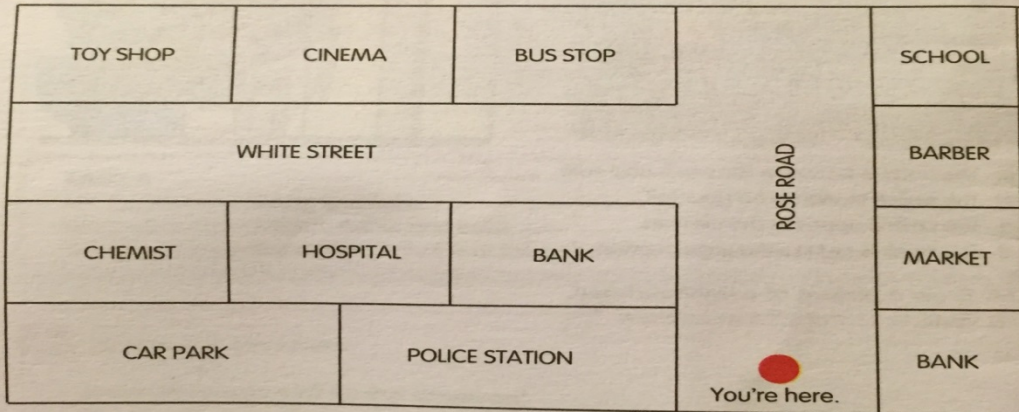 TOY SHOP
CINEMA
BUS STOP
SCHOOL
WHITE STREET
ROSE ROAD
BARBER
CHEMIST
HOSPITAL
BANK
MARKET
CAR PARK
POLICE STATION
You're here.
BANK